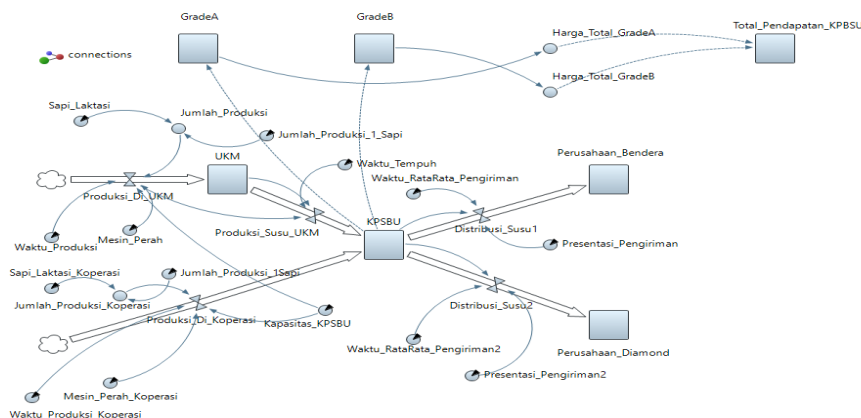 GradeA
GradeB
Harga_Total_GradeA
Total_Pendapatan_KPBSU
connections
Harga_Total_GradeB
Sapi_Laktasi
Jumlah_Produksi
Jumlah_Produksi_1_Sapi
UKM
Waktu_Tempuh
Perusahaan_Bendera
Waktu_RataRata_Pengiriman
Produksi_Di_UKM
KPSBU
Produksi_Susu_UKM
Distribusi_Susu1
Waktu_Produksi
Mesin_Perah
Presentasi_Pengiriman
Sapi_Laktasi_Koperasi
Jumlah_Produksi_1Sapi
Jumlah_Produksi_Koperasi
Distribusi_Susu2
Produksi_Di_Koperasi
Kapasitas_KPSBU
Waktu_RataRata_Pengiriman2
Perusahaan_Diamond
Presentasi_Pengiriman2
Mesin_Perah_Koperasi
Waktu_Produksi_Koperasi